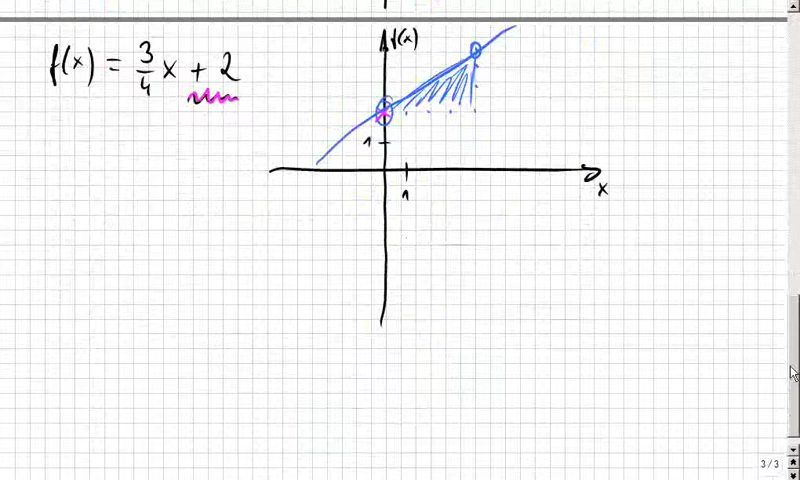 f(x) = 3/4 x + 2
f(x)
1
1
x
3 / 3